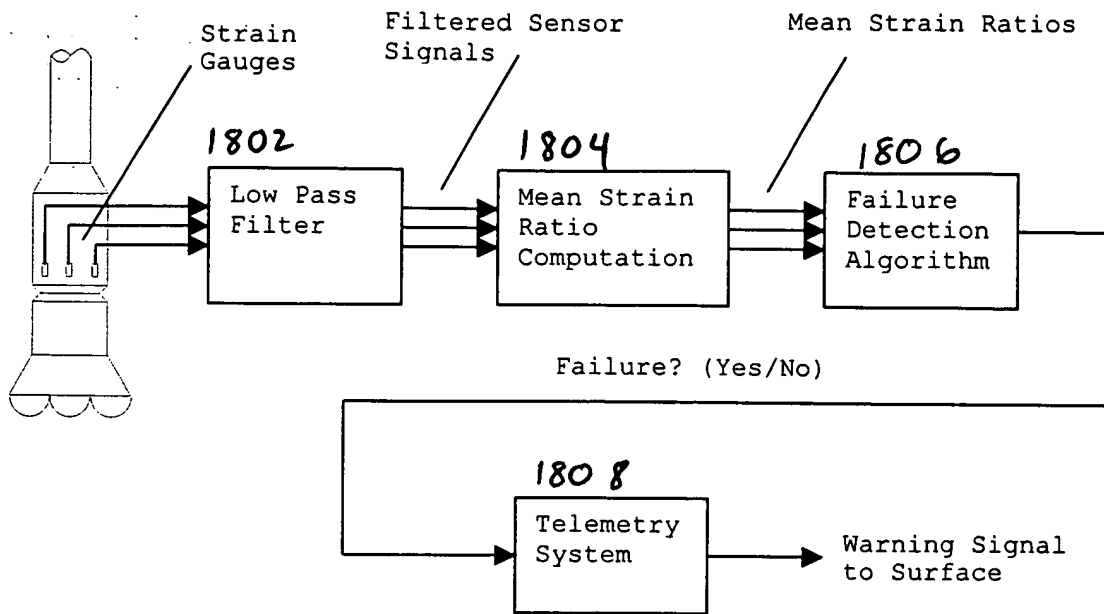 Strain
Gauges
Filtered Sensor
Signals
Mean Strain Ratios
1802
Low Pass
Filter
1804
Mean Strain
Ratio
Computation
1806
Failure
Detection
Algorithm
Failure? (Yes/No)
1808
Telemetry
System
Warning Signal
to Surface